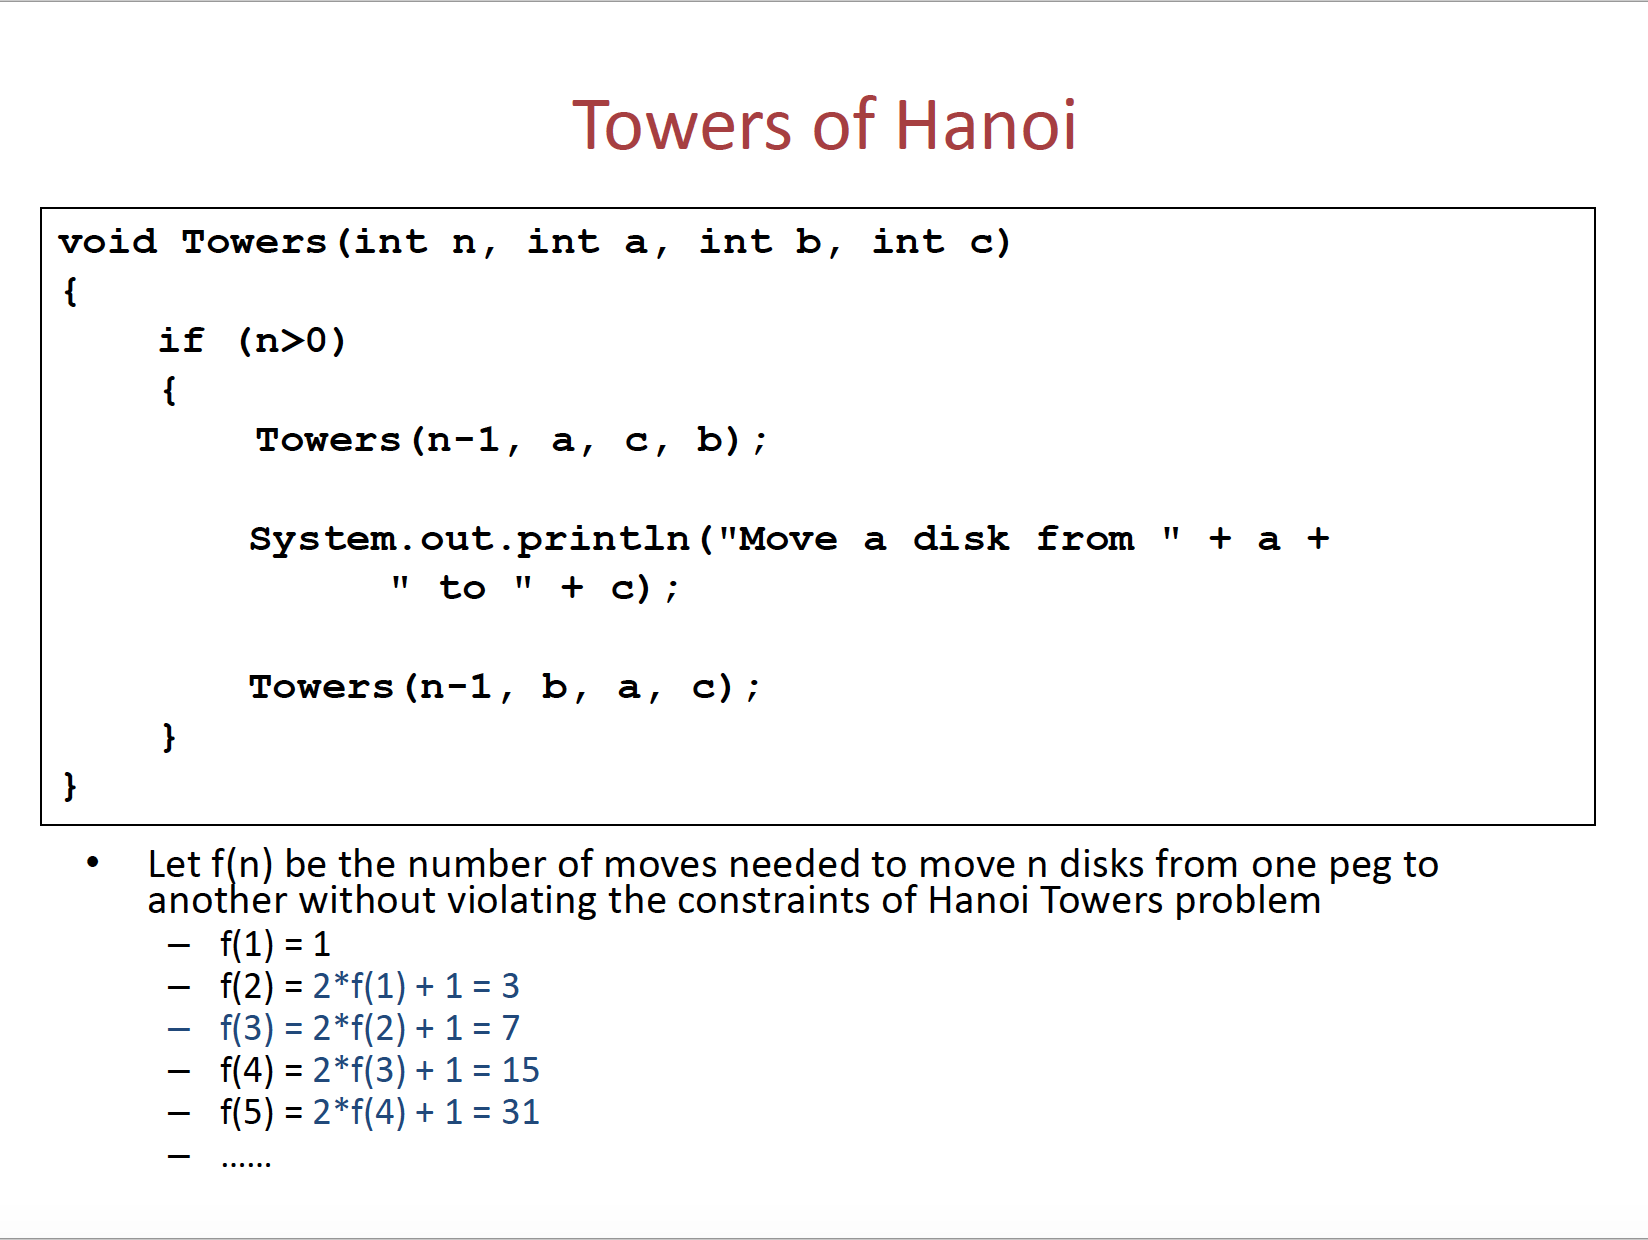 Towers of Hanoi
void Towers(int n, int a, int b, int c)
{
if (n>0)
{
Towers(n-1, a, c, b);
System.out.println("Move a disk from " + a +
" to " + c);
Towers(n-1, b, a, c);
}
}
• Let f(n) be the number of moves needed to move n disks from one peg to
another without violating the constraints of Hanoi Towers problem
– f(1) = 1
– f(2) = 2*f(1) + 1 = 3
– f(3) = 2*f(2) + 1 = 7
– f(4) = 2*f(3) + 1 = 15
– f(5) = 2*f(4) + 1 = 31
– ......